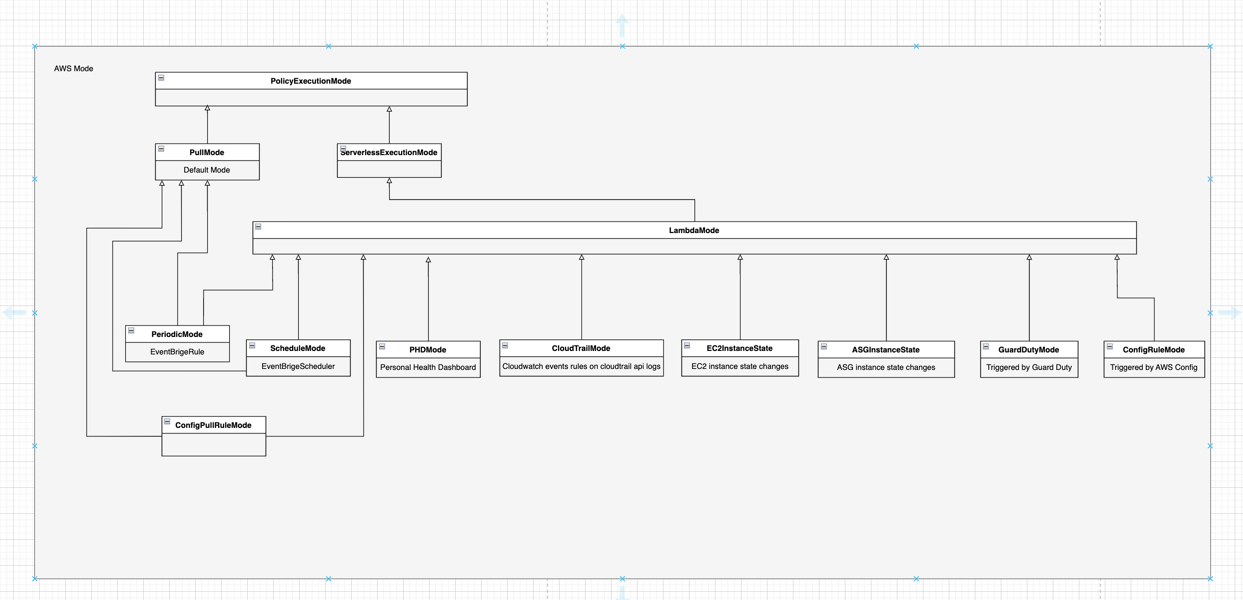 AWS Mode
PolicyExecutionMode
PullMode
Default Mode
ServerlessExecutionMode
LambdaMode
PeriodicMode
EventBrigeRule
ScheduleMode
EventBrigeScheduler
PHDMode
Personal Health Dashboard
CloudTrailMode
Cloudwatch events rules on cloudtrail api logs
EC2InstanceState
EC2 instance state changes
ASGInstanceState
ASG instance state changes
GuardDutyMode
Triggered by Guard Duty
ConfigRuleMode
Triggered by AWS Config
ConfigPullRuleMode